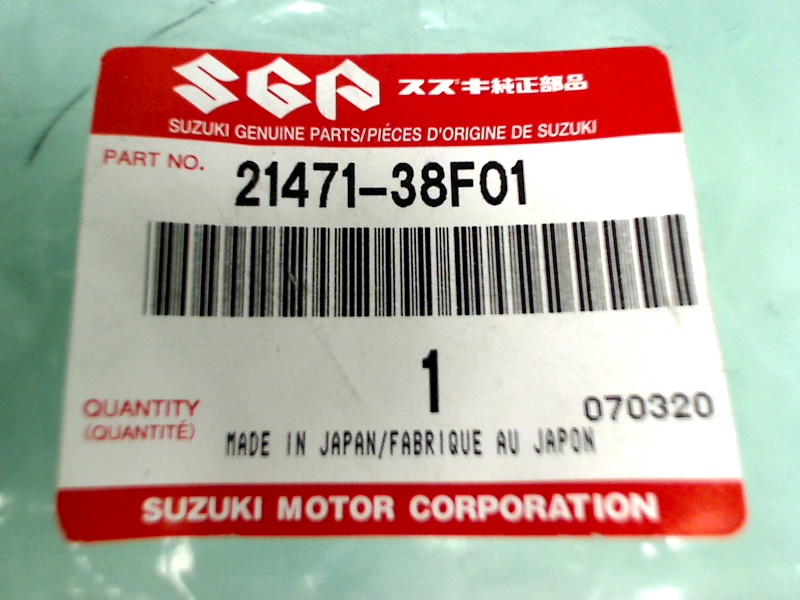 SGP スズキ純正部品
SUZUKI GENUINE PARTS/PIÉCES D'ORIGINE DE SUZUKI
PART NO. 21471-38F01
1
QUANTITY 070320
(QUANTITÉ)
MADE IN JAPAN/FABRIQUE AU JAPON
SUZUKI MOTOR CORPORATION